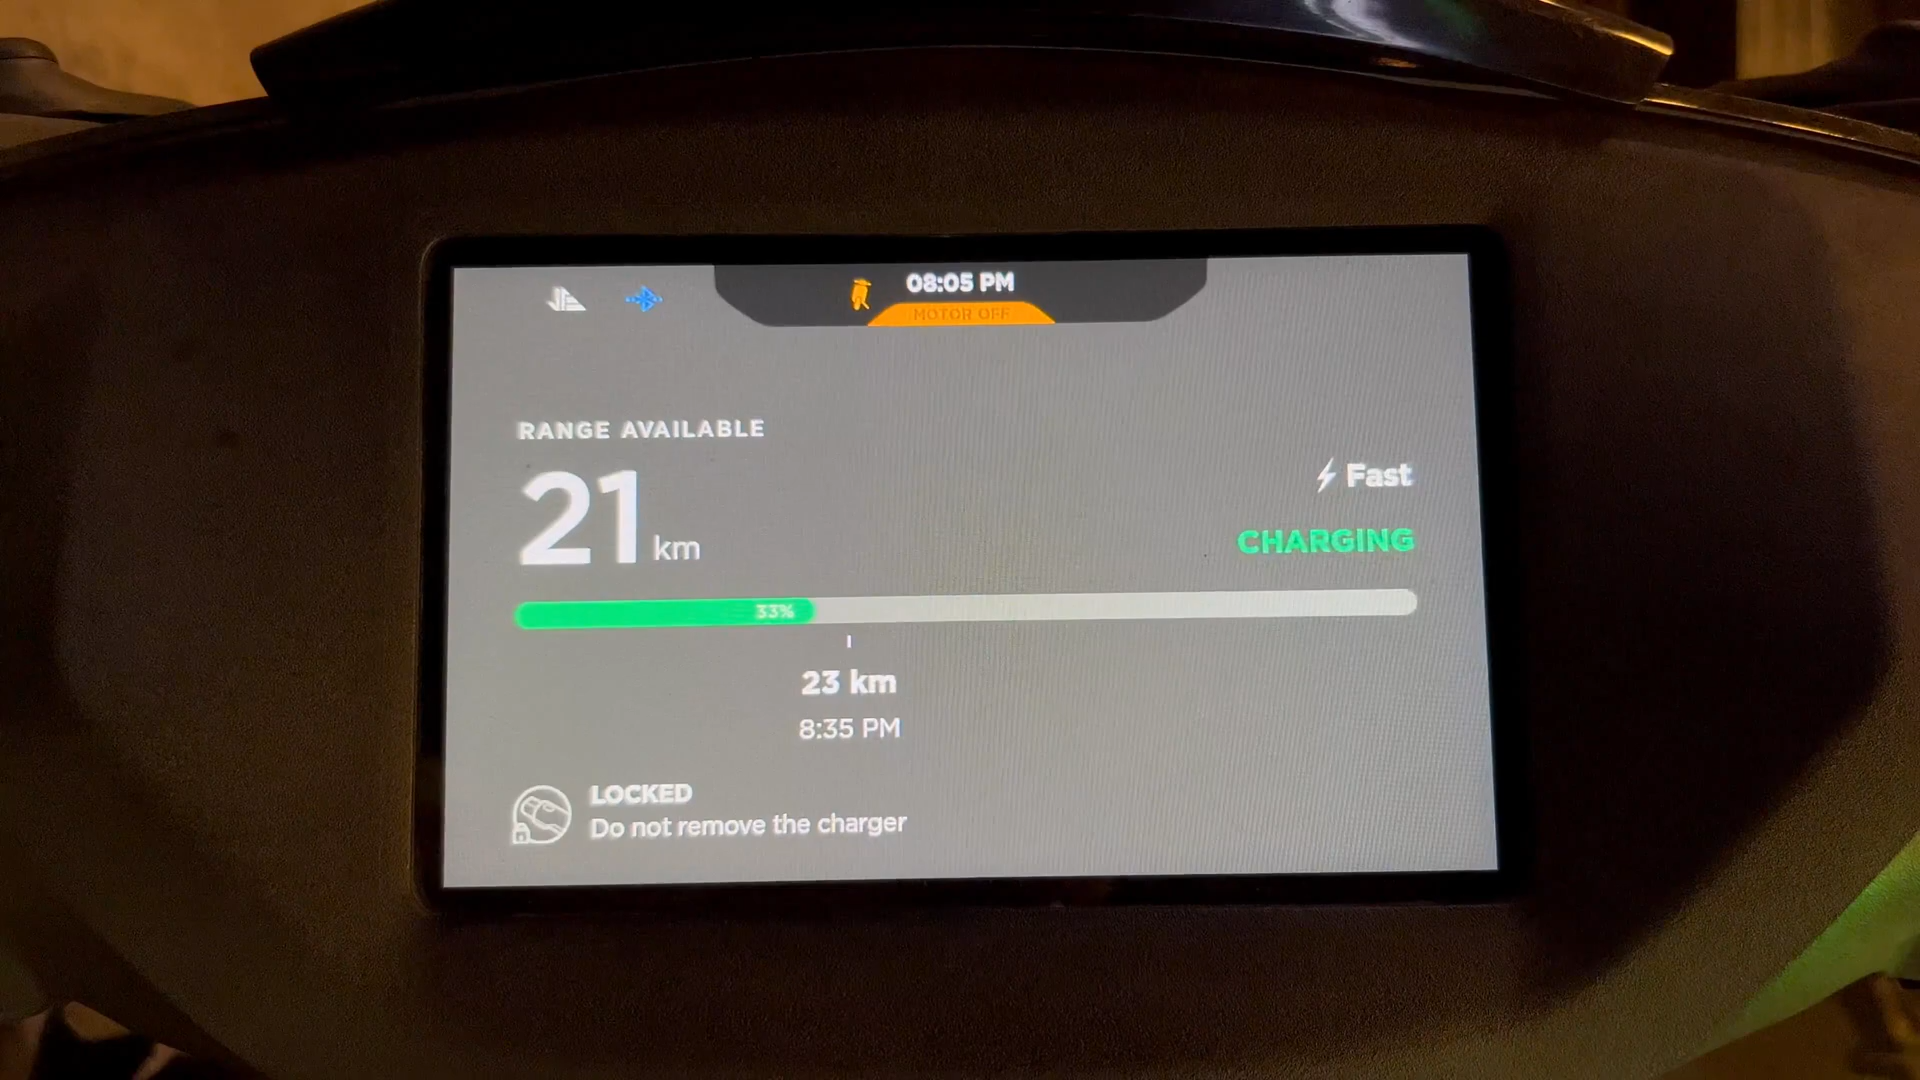 08:05 PM
MOTOR OFF
RANGE AVAILABLE
21 km
Fast
CHARGING
33%
23 km
8:35 PM
LOCKED
Do not remove the charger